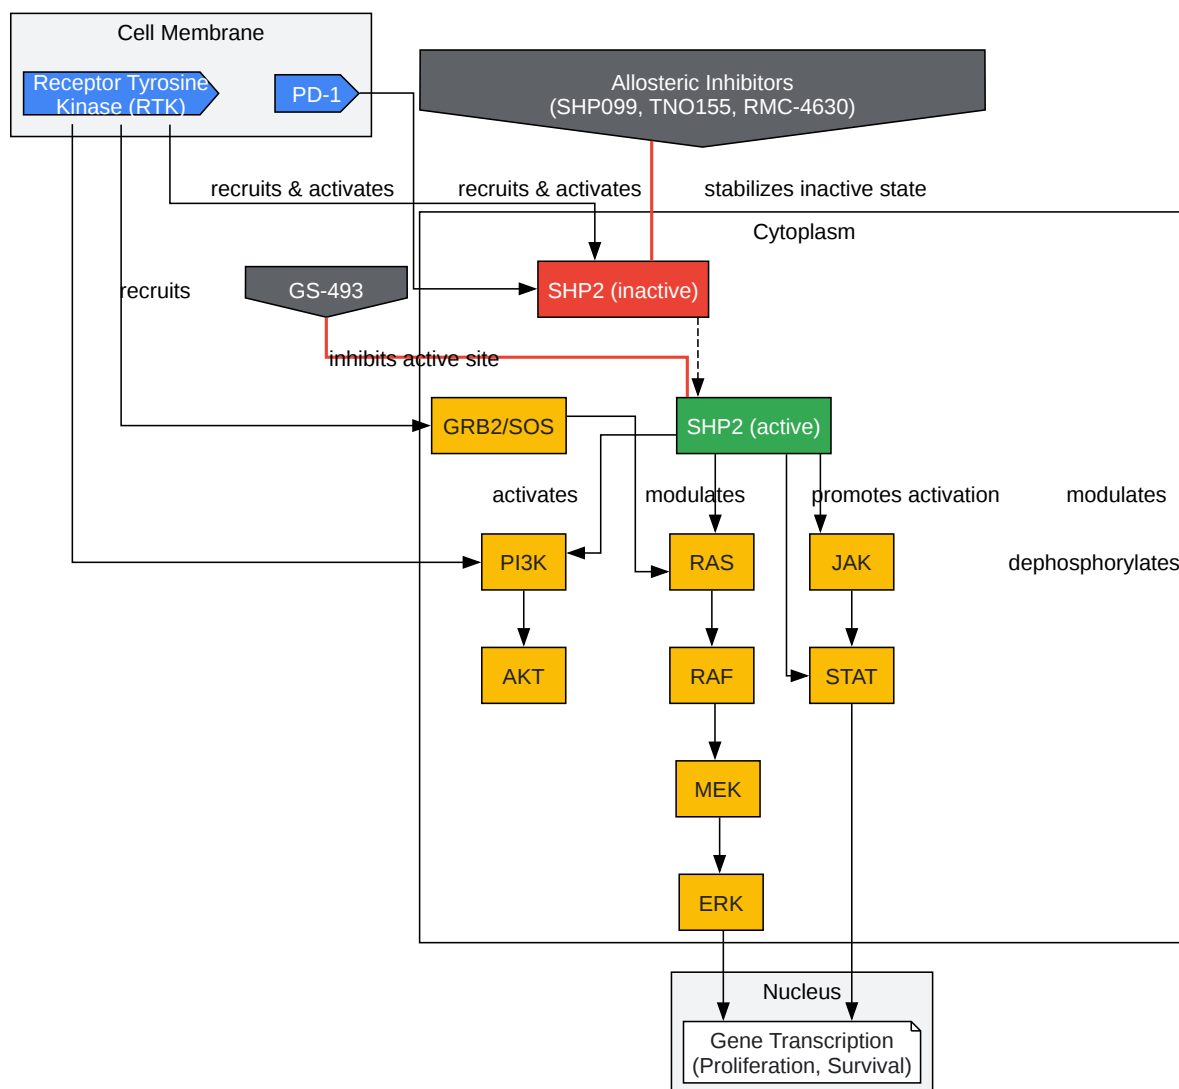 Cell Membrane
Receptor Tyrosine
Kinase (RTK)
PD-1
Allosteric Inhibitors
(SHP099, TNO155, RMC-4630)
recruits & activates
recruits & activates
stabilizes inactive state
Cytoplasm
recruits
GS-493
SHP2 (inactive)
inhibits active site
GRB2/SOS
SHP2 (active)
activates
modulates
promotes activation
modulates
PI3K
RAS
JAK
dephosphorylates
AKT
RAF
STAT
MEK
ERK
Nucleus
Gene Transcription
(Proliferation, Survival)